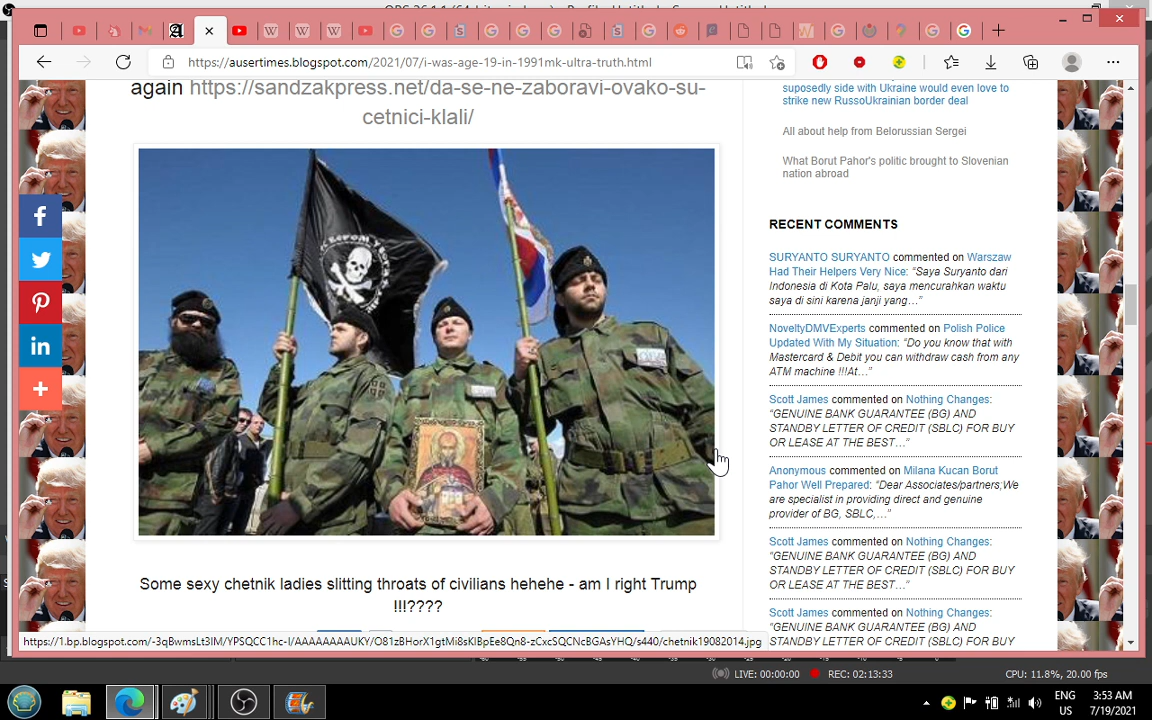 https://ausertimes.blogspot.com/2021/07/i-was-age-19-in-1991mk-ultra-truth.html
again https://sandzakpress.net/da-se-ne-zaboravi-ovako-su-
cetnici-klali/
Some sexy chetnik ladies slitting throats of civilians hehehe - am I right Trump
!!!????
supposedly side with Ukraine would even love to
strike new RussoUkrainian border deal
All about help from Belorussian Sergei
What Borut Pahor's politic brought to Slovenian
nation abroad
RECENT COMMENTS
SURYANTO SURYANTO commented on Warszaw
Had Their Helpers Very Nice: “Saya Suryanto dari
Indonesia di Kota Palu, saya mencurahkan waktu
saya di sini karena janji yang…”
NoveltyDMVExperts commented on Polish Police
Updated With My Situation: “Do you know that with
Mastercard & Debit you can withdraw cash from any
ATM machine !!!At…”
Scott James commented on Nothing Changes:
“GENUINE BANK GUARANTEE (BG) AND
STANDBY LETTER OF CREDIT (SBLC) FOR BUY
OR LEASE AT THE BEST…”
Anonymous commented on Milana Kucan Borut
Pahor Well Prepared: “Dear Associates/partners;We
are specialist in providing direct and genuine
provider of BG, SBLC,…”
Scott James commented on Nothing Changes:
“GENUINE BANK GUARANTEE (BG) AND
STANDBY LETTER OF CREDIT (SBLC) FOR BUY
OR LEASE AT THE BEST…”
Scott James commented on Nothing Changes:
“GENUINE BANK GUARANTEE (BG) AND
STANDBY LETTER OF CREDIT (SBLC) FOR BUY
LIVE: 00:00:00
REC: 02:13:33
CPU: 11.8%, 20.00 fps
ENG
US
3:53 AM
7/19/2021